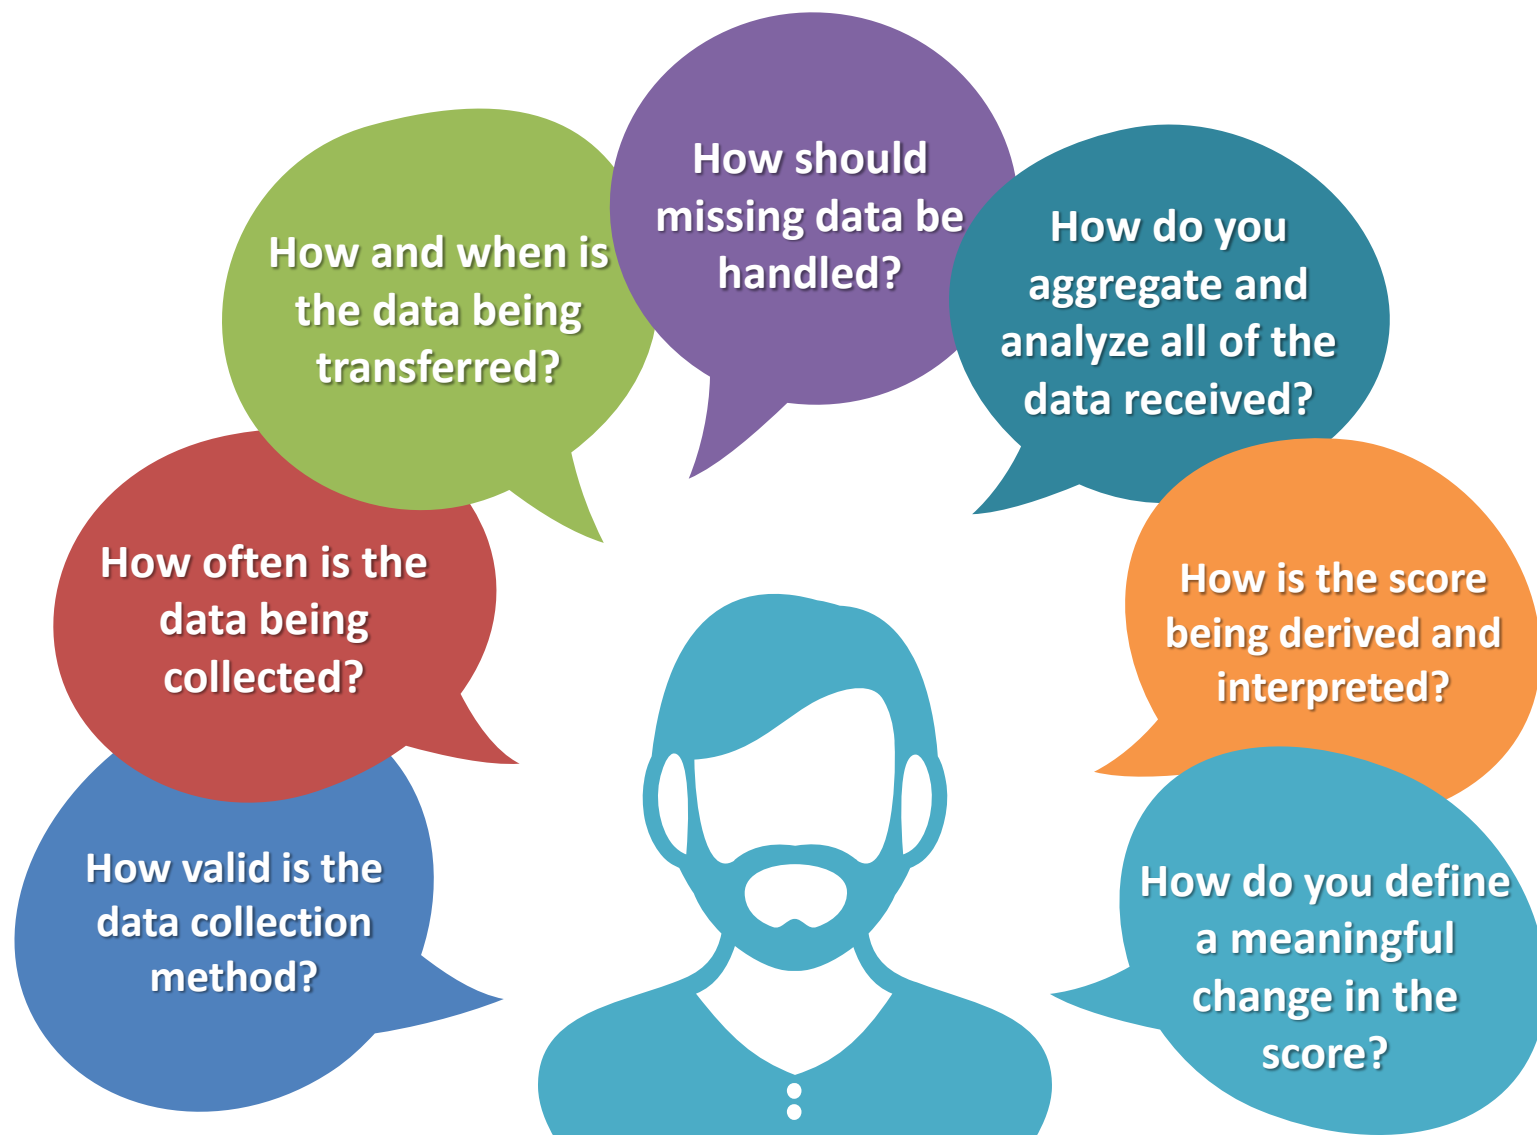 How valid is the
data collection
method?
How often is the
data being
collected?
How and when is
the data being
transferred?
How should
missing data be
handled?
How do you
aggregate and
analyze all of the
data received?
How is the score
being derived and
interpreted?
How do you define
a meaningful
change in the
score?